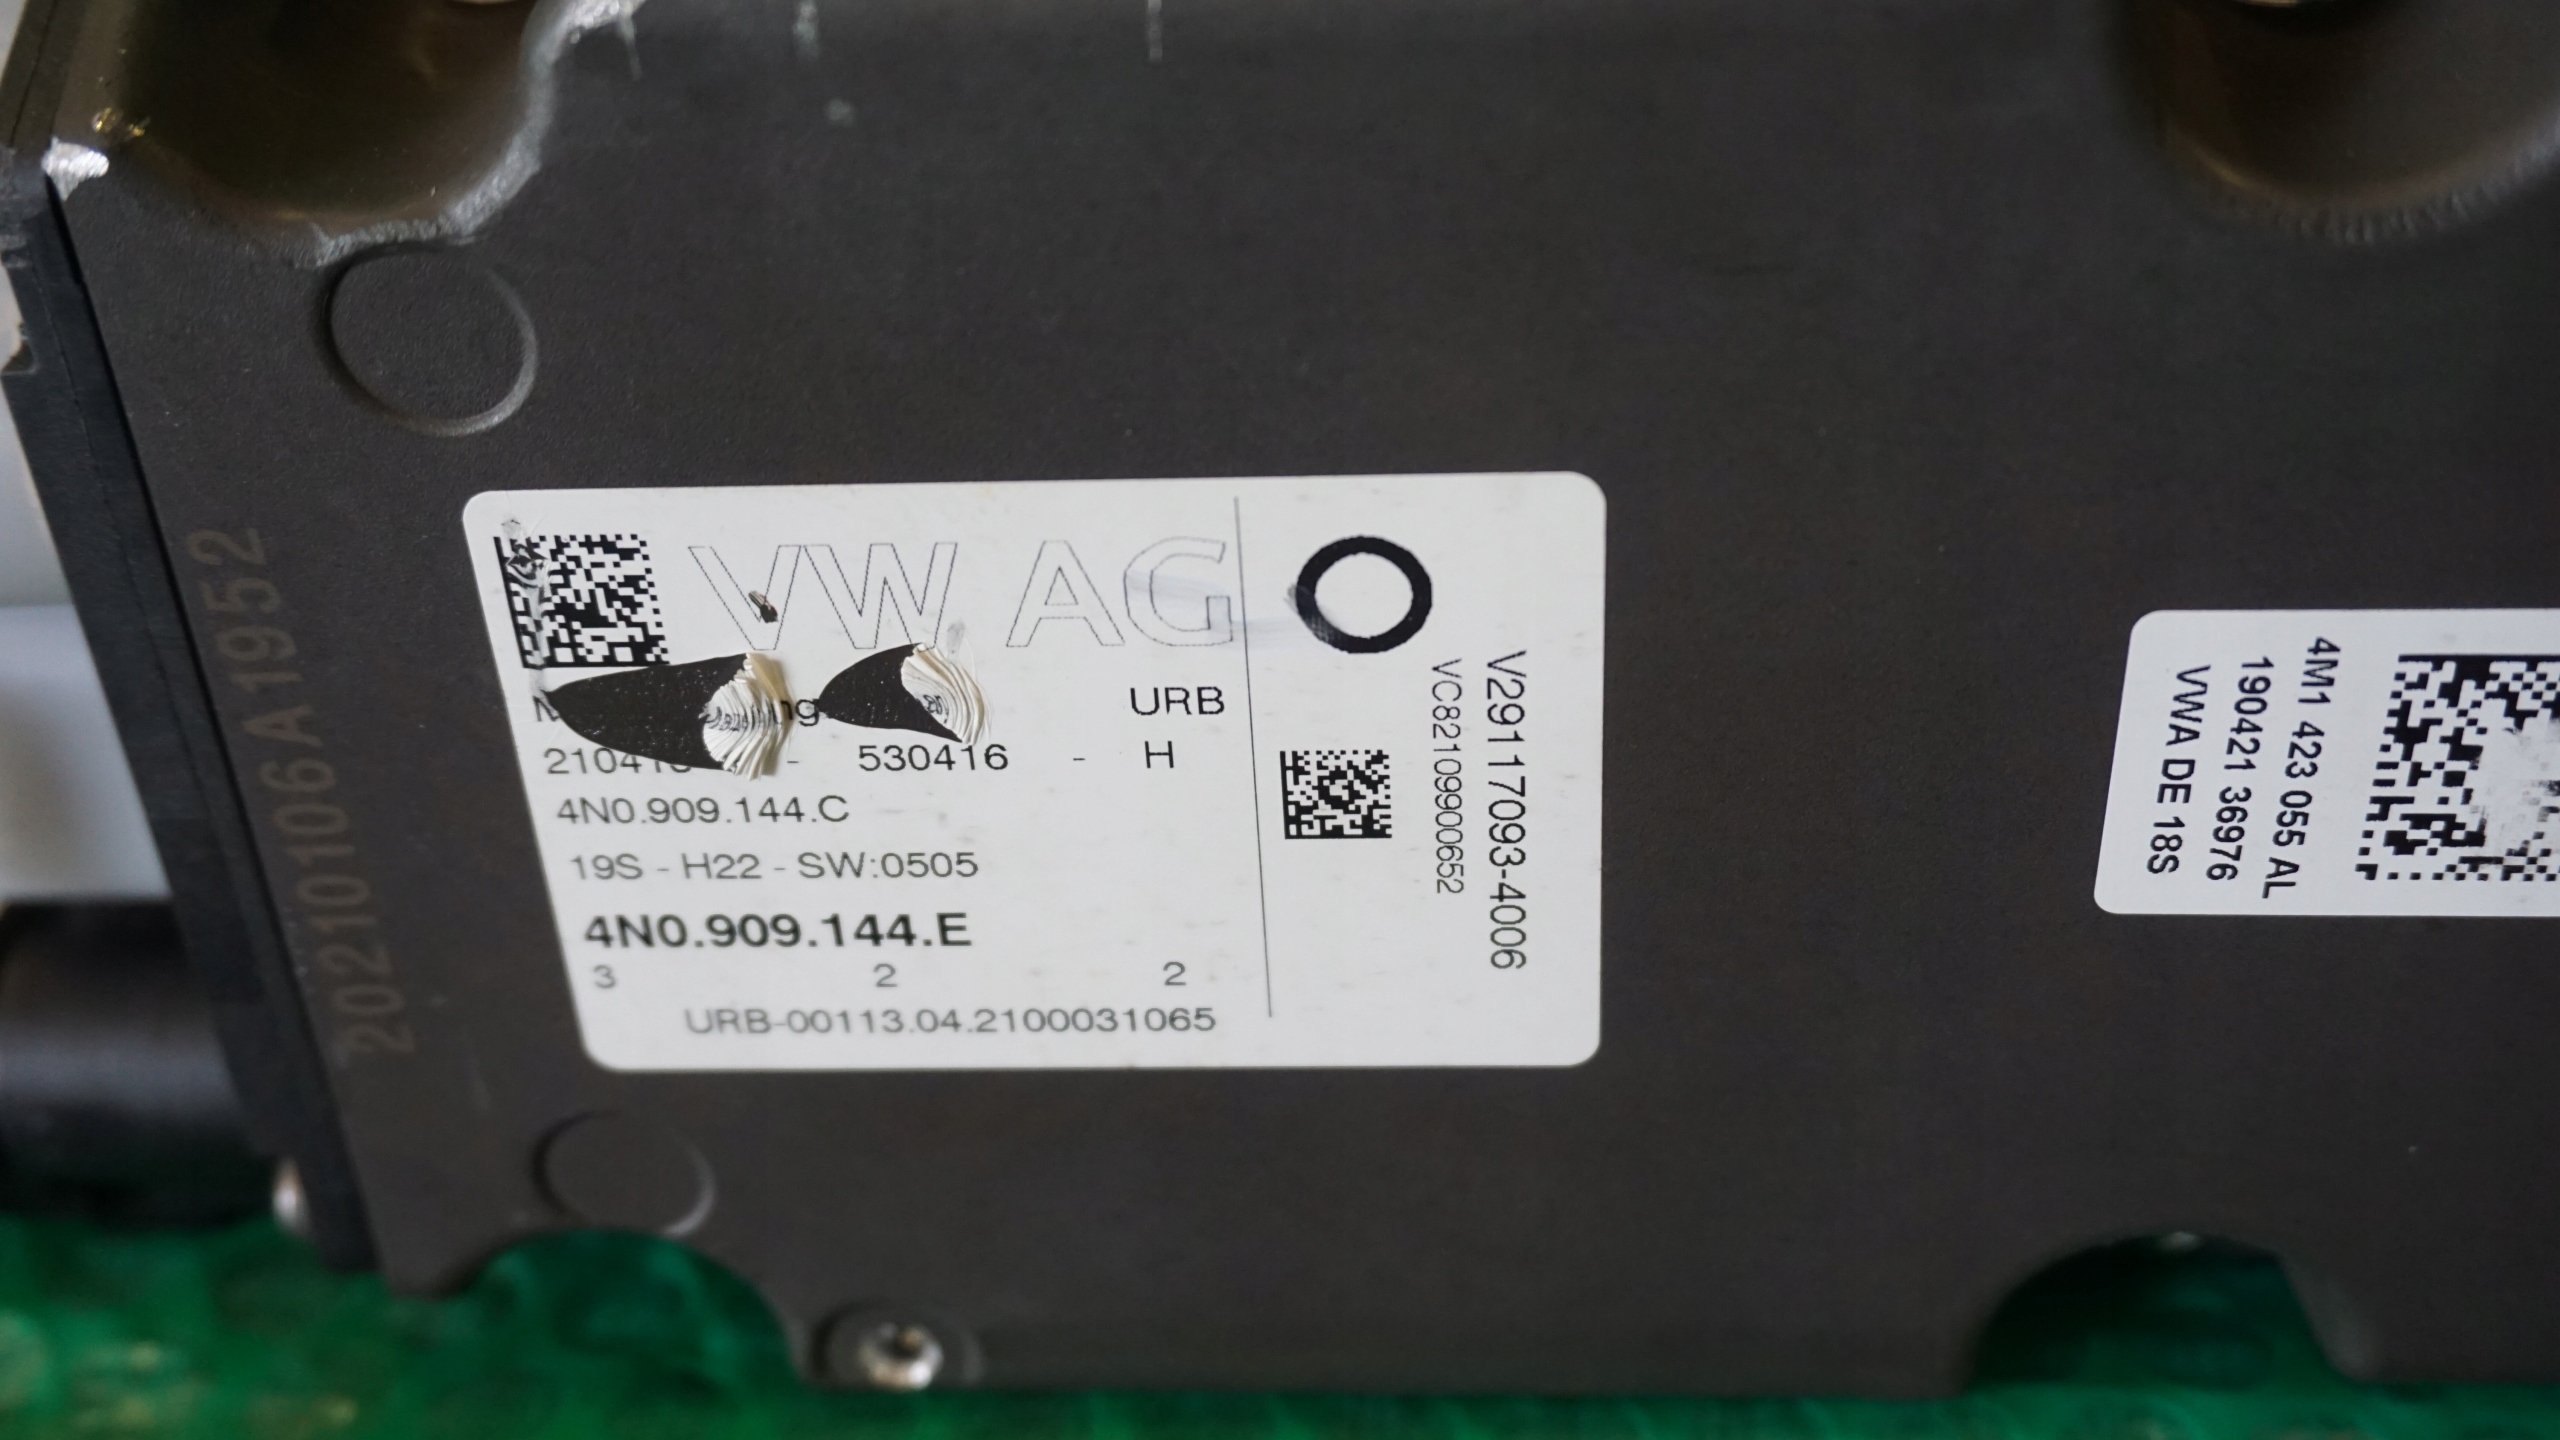 20210106A1952
VW AG
URB
530416 - H
4N0.909.144.C
19S - H22 - SW:0505
4N0.909.144.E
3 2 2
URB-00113.04.2100031065
V29117093-4006
VC82109900652
4M1 423 055 AL
190421 36976
VWA DE 18S